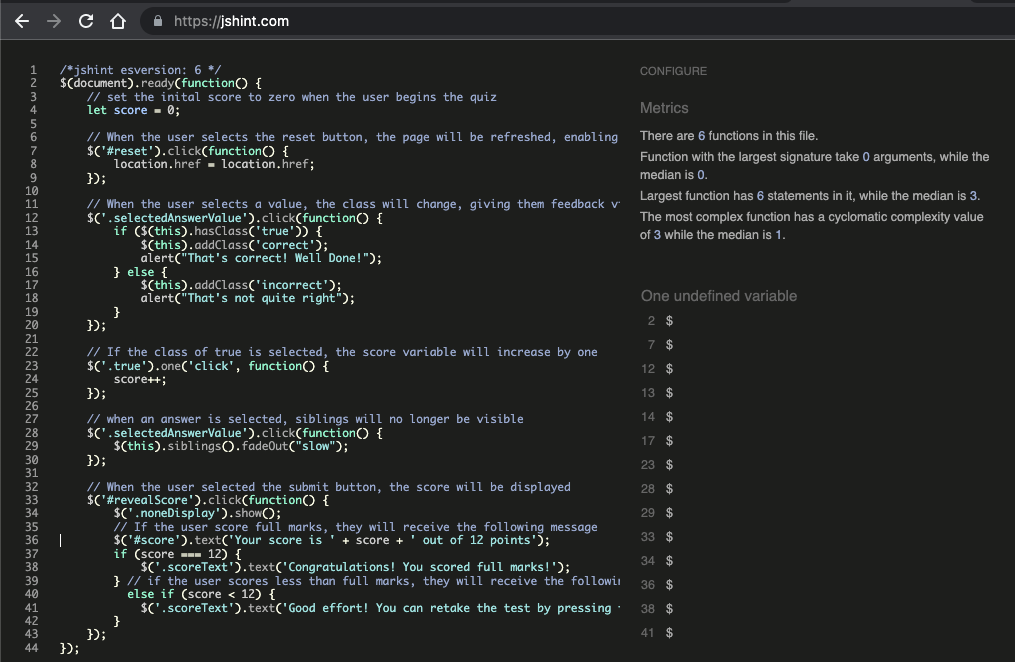 https://jshint.com
1 /*jshint esversion: 6 */
2 $(document).ready(function() {
3 // set the inital score to zero when the user begins the quiz
4 let score = 0;
5
6 // When the user selects the reset button, the page will be refreshed, enabling
7 $('#reset').click(function() {
8 location.href = location.href;
9 });
10
11 // When the user selects a value, the class will change, giving them feedback
12 $('.selectedAnswerValue').click(function() {
13 if ($(this).hasClass('true')) {
14 $(this).addClass('correct');
15 alert("That's correct! Well Done!");
16 } else {
17 $(this).addClass('incorrect');
18 alert("That's not quite right");
19 }
20 });
21
22 // If the class of true is selected, the score variable will increase by one
23 $('.true').one('click', function() {
24 score++;
25 });
26
27 // when an answer is selected, siblings will no longer be visible
28 $('.selectedAnswerValue').click(function() {
29 $(this).siblings().fadeOut("slow");
30 });
31
32 // When the user selected the submit button, the score will be displayed
33 $('#revealScore').click(function() {
34 $('.noneDisplay').show();
35 // If the user score full marks, they will receive the following message
36 $('#score').text('Your score is ' + score + ' out of 12 points');
37 if (score === 12) {
38 $('.scoreText').text('Congratulations! You scored full marks!');
39 } // if the user scores less than full marks, they will receive the
40 else if (score < 12) {
41 $('.scoreText').text('Good effort! You can retake the test by pressing
42 }
43 });
44 });
CONFIGURE
Metrics
There are 6 functions in this file.
Function with the largest signature take 0 arguments, while the
median is 0.
Largest function has 6 statements in it, while the median is 3.
The most complex function has a cyclomatic complexity value
of 3 while the median is 1.
One undefined variable
2 $
7 $
12 $
13 $
14 $
17 $
23 $
28 $
29 $
33 $
34 $
36 $
38 $
41 $